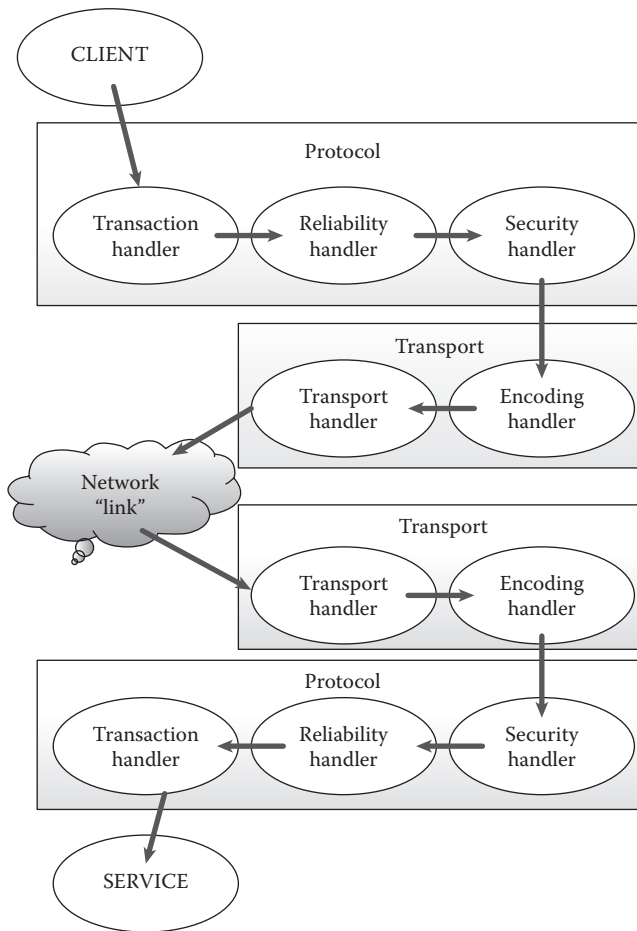 CLIENT
Protocol
Transaction
handler
Reliability
handler
Security
handler
Transport
Transport
handler
Encoding
handler
Network
“link”
Transport
Transport
handler
Encoding
handler
Protocol
Transaction
handler
Reliability
handler
Security
handler
SERVICE